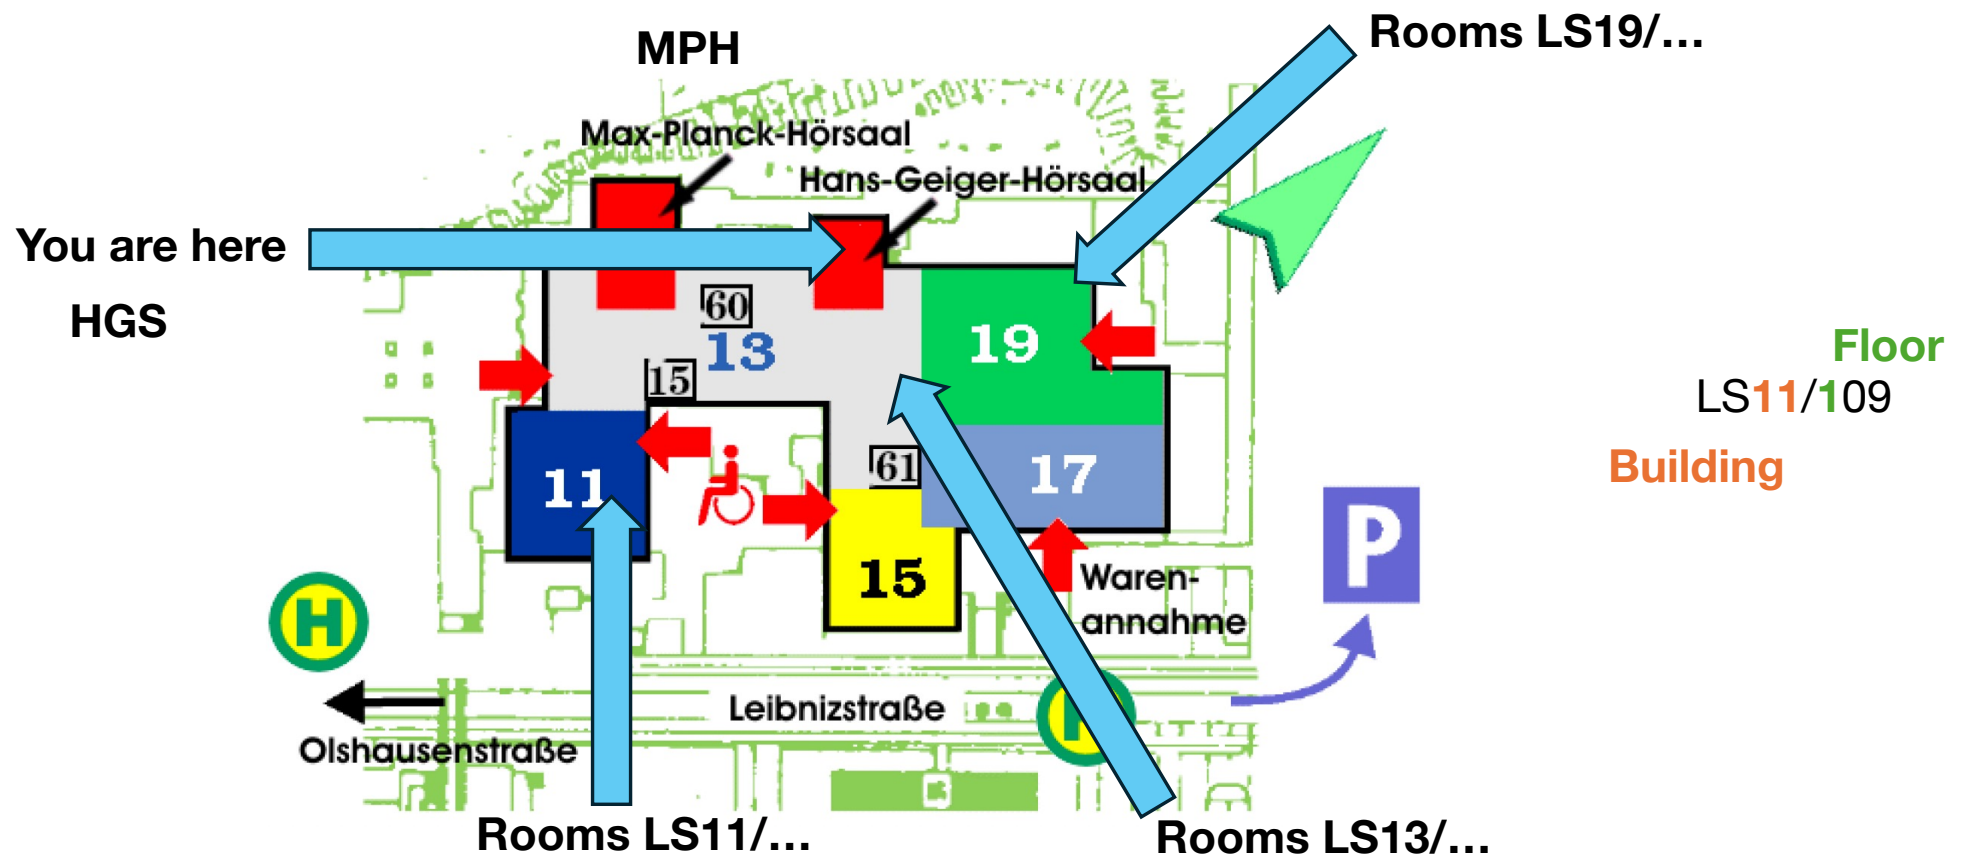 MPH
Rooms LS19/...
Max-Planck-Hörsaal
Hans-Geiger-Hörsaal
You are here
HGS
60
13
19
15
Floor
LS11/109
Building
11
61
17
15
P
Waren-
annahme
H
H
Leibnizstraße
Olshausenstraße
Rooms LS11/...
Rooms LS13/...